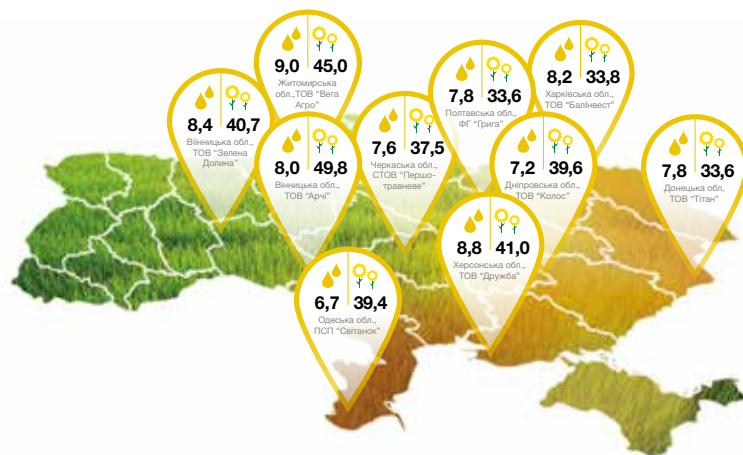 9,0 45,0
Житомирська
обл.,ТОВ "Вега
Агро"
8,4 40,7
Віінницька обл.,
ТОВ "Зелена
Долина"
8,0 49,8
Вінницька обл.,
ТОВ "Арчі"
7,6 37,5
Черкаська обл.,
СТОВ "Першо-
травневе"
7,8 33,6
Полтавська обл.,
ФГ "Грига"
8,2 33,8
Харківська обл.,
ТОВ "БалІнвест"
7,2 39,6
Дніпровська обл.,
ТОВ "Колос"
7,8 33,6
Донецька обл,
ТОВ "Тітан"
8,8 41,0
Херсонська обл.,
ТОВ "Дружба"
6,7 39,4
Одеська обл.,
ПСП "Світанок"